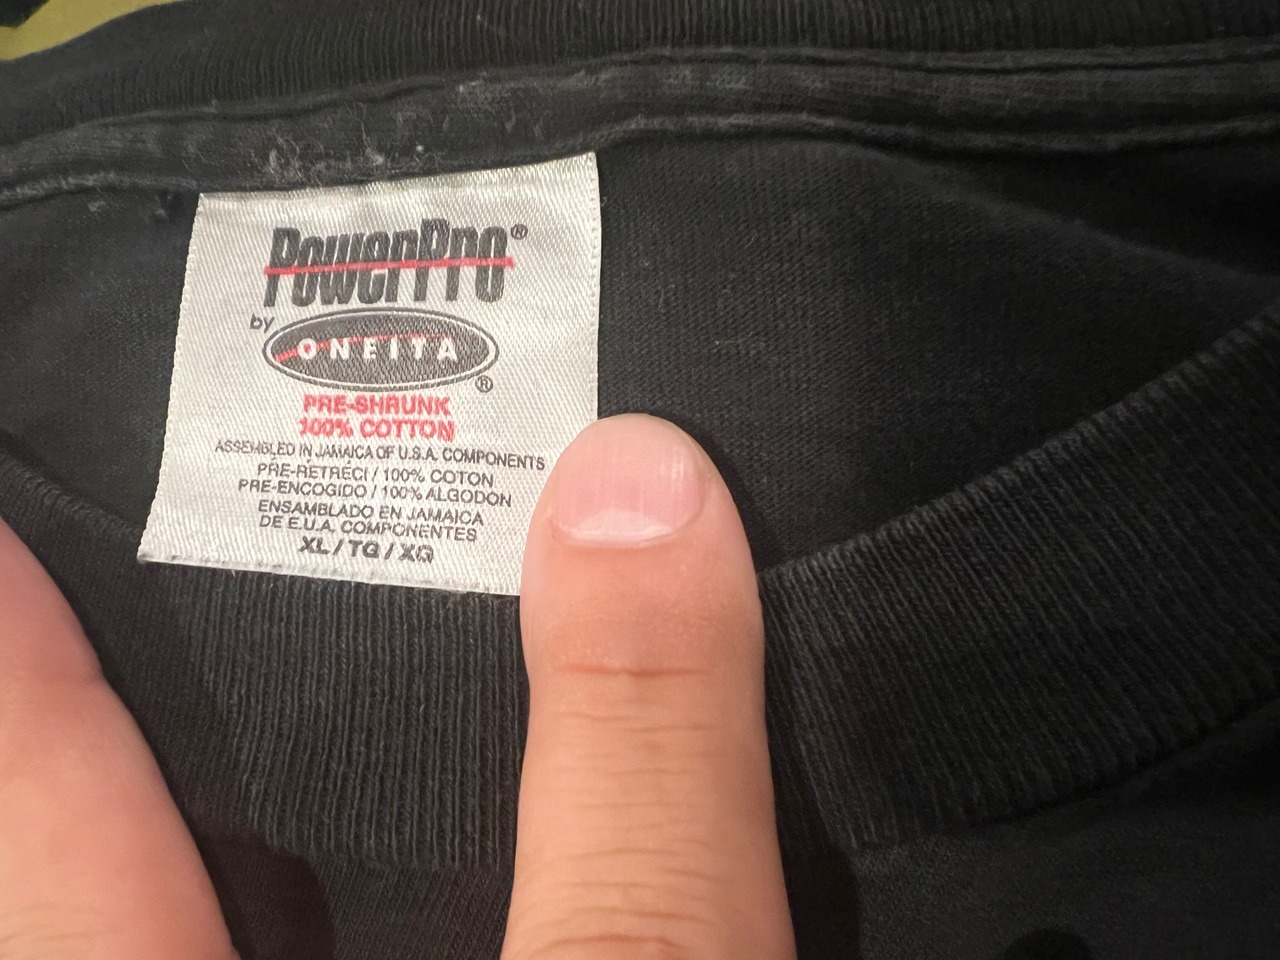 PowerPro®
by ONEITA®
PRE-SHRUNK
100% COTTON
ASSEMBLED IN JAMAICA OF U.S.A. COMPONENTS
PRE-RETRÉCI / 100% COTON
PRE-ENCOGIDO / 100% ALGODON
ENSAMBLADO EN JAMAICA
DE E.U.A. COMPONENTES
XL / TG / XG